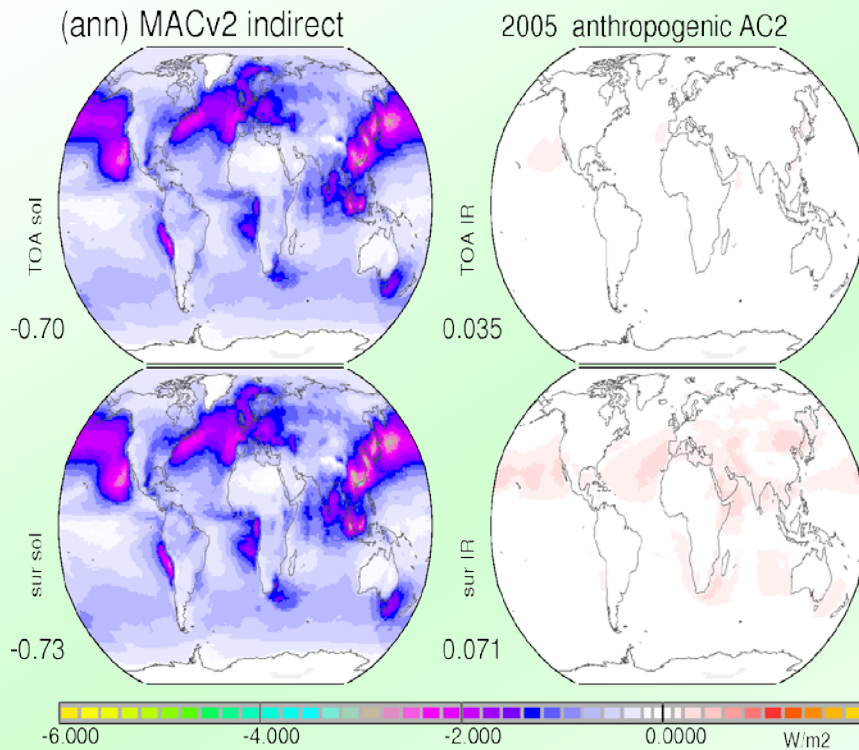 (ann) MACv2 indirect
2005 anthropogenic AC2
TOA sol
-0.70
TOA IR
0.035
sur sol
-0.73
sur IR
0.071
-6.000 -4.000 -2.000 0.0000 W/m2